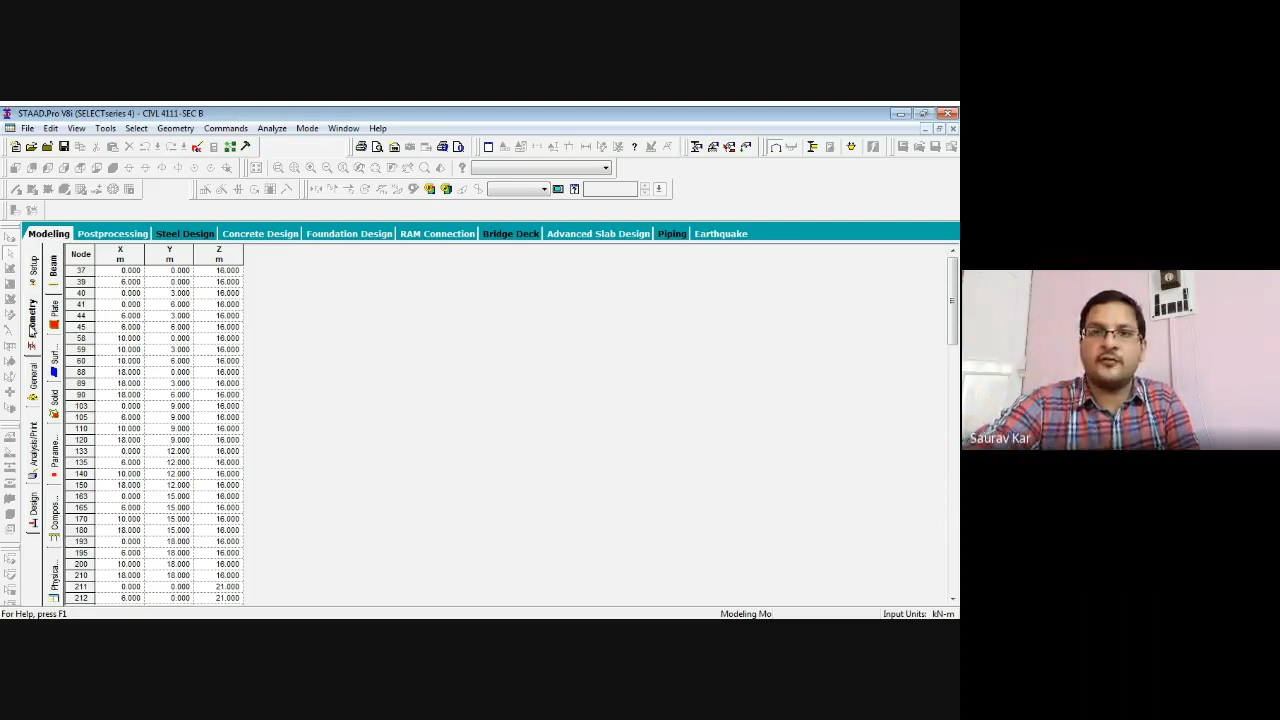 STAAD.Pro V8i (SELECTseries 4) - CIVL 4111-SEC B
File Edit View Tools Select Geometry Commands Analyze Mode Window Help
Modeling Postprocessing Steel Design Concrete Design Foundation Design RAM Connection Bridge Deck Advanced Slab Design Piping Earthquake
Setup
Geometry
General
Analysis/Print
Design
Beam
Plate
Surf...
Solid
Parame...
Compos...
Physica...
Node X m Y m Z m
37 0.000 0.000 16.000
39 6.000 0.000 16.000
40 0.000 3.000 16.000
41 0.000 6.000 16.000
44 6.000 3.000 16.000
45 6.000 6.000 16.000
58 10.000 0.000 16.000
59 10.000 3.000 16.000
60 10.000 6.000 16.000
88 18.000 0.000 16.000
89 18.000 3.000 16.000
90 18.000 6.000 16.000
103 0.000 9.000 16.000
105 6.000 9.000 16.000
110 10.000 9.000 16.000
120 18.000 9.000 16.000
133 0.000 12.000 16.000
135 6.000 12.000 16.000
140 10.000 12.000 16.000
150 18.000 12.000 16.000
163 0.000 15.000 16.000
165 6.000 15.000 16.000
170 10.000 15.000 16.000
180 18.000 15.000 16.000
193 0.000 18.000 16.000
195 6.000 18.000 16.000
200 10.000 18.000 16.000
210 18.000 18.000 16.000
211 0.000 0.000 21.000
212 6.000 0.000 21.000
For Help, press F1
Modeling Mo
Input Units: kN-m
Saurav Kar